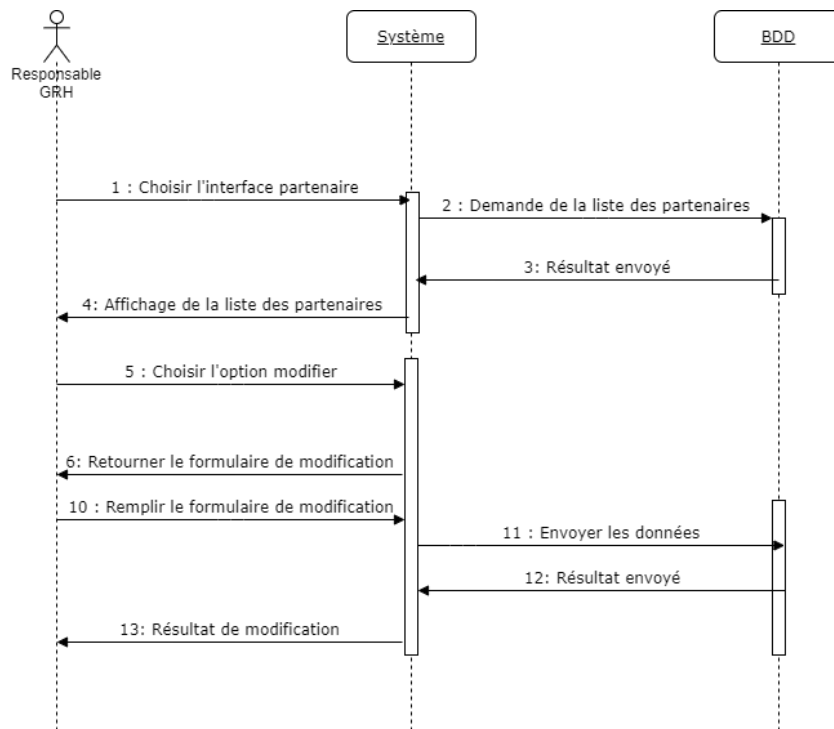 Système
BDD
Responsable
GRH
1 : Choisir l'interface partenaire
2 : Demande de la liste des partenaires
3: Résultat envoyé
4: Affichage de la liste des partenaires
5 : Choisir l'option modifier
6: Retourner le formulaire de modification
10 : Remplir le formulaire de modification
11 : Envoyer les données
12: Résultat envoyé
13: Résultat de modification